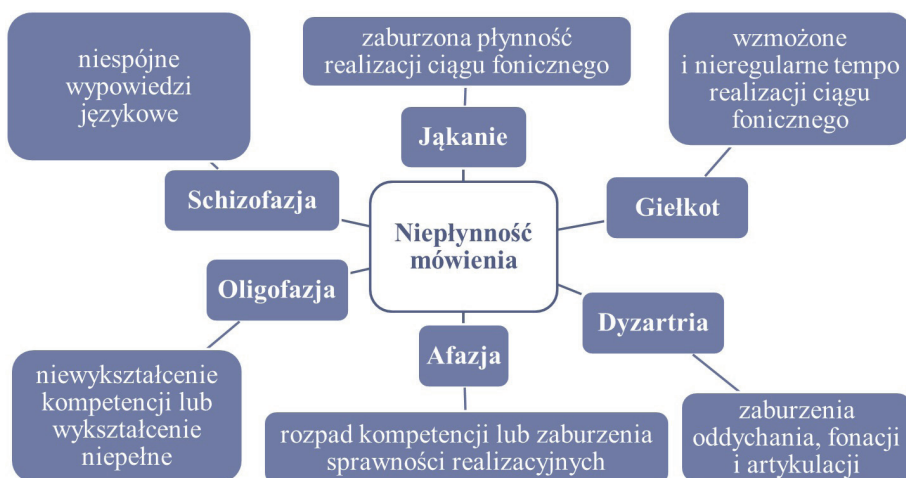 niespójne
wypowiedzi
językowe
zaburzona płynność
realizacji ciągu fonicznego
wzmożone
i nieregularne tempo
realizacji ciągu
fonicznego
Jąkanie
Schizofazja
Giełkot
Niepłynność
mówienia
Oligofazja
Dyzartria
Afazja
niewykształcenie
kompetencji lub
wykształcenie
niepełne
rozpad kompetencji lub zaburzenia
sprawności realizacyjnych
zaburzenia
oddychania, fonacji
i artykulacji